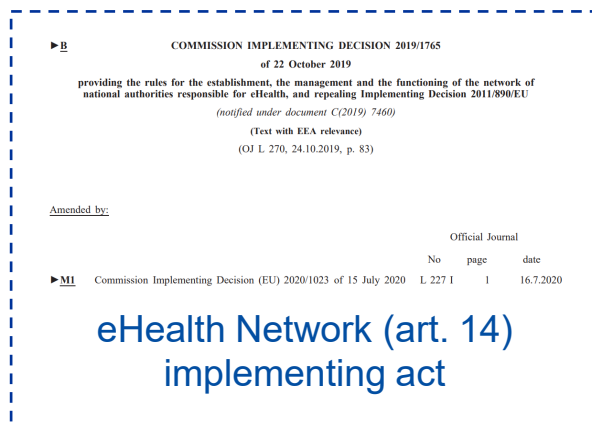 ►B COMMISSION IMPLEMENTING DECISION 2019/1765
of 22 October 2019
providing the rules for the establishment, the management and the functioning of the network of
national authorities responsible for eHealth, and repealing Implementing Decision 2011/890/EU
(notified under document C(2019) 7460)
(Text with EEA relevance)
(OJ L 270, 24.10.2019, p. 83)
Amended by:
Official Journal
No page date
►M1 Commission Implementing Decision (EU) 2020/1023 of 15 July 2020 L 227 I 1 16.7.2020
eHealth Network (art. 14)
implementing act